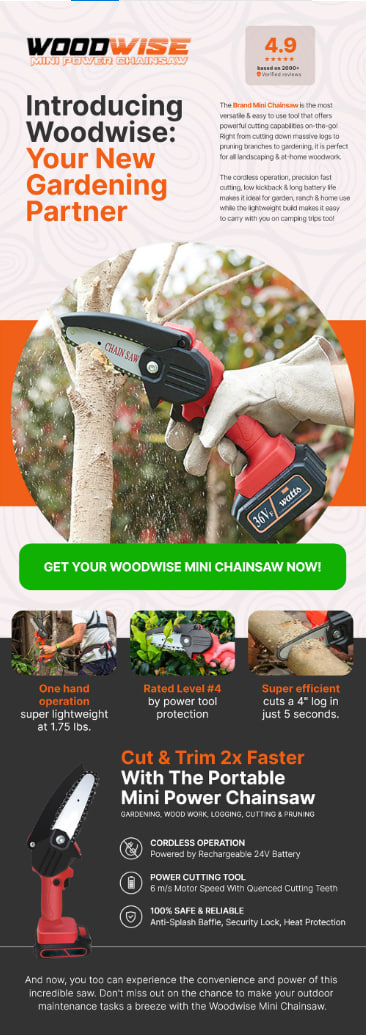 WOODWISE
MINI POWER CHAINSAW
4.9
★★★★★
based on 2000+
Verified reviews
Introducing
Woodwise:
Your New
Gardening
Partner
The Brand Mini Chainsaw is the most
versatile & easy to use tool that offers
powerful cutting capabilities on-the-go!
Right from cutting down massive logs to
pruning branches to gardening, it is perfect
for all landscaping & at-home woodwork.
The cordless operation, precision fast
cutting, low kickback & long battery life
makes it ideal for garden, ranch & home use
while the lightweight build makes it easy
to carry with you on camping trips too!
CHAIN SAW
36V
watts
GET YOUR WOODWISE MINI CHAINSAW NOW!
One hand
operation
super lightweight
at 1.75 lbs.
Rated Level #4
by power tool
protection
Super efficient
cuts a 4" log in
just 5 seconds.
Cut & Trim 2x Faster
With The Portable
Mini Power Chainsaw
GARDENING, WOOD WORK, LOGGING, CUTTING & PRUNING
CORDLESS OPERATION
Powered by Rechargeable 24V Battery
POWER CUTTING TOOL
6 m/s Motor Speed With Quenced Cutting Teeth
100% SAFE & RELIABLE
Anti-Splash Baffle, Security Lock, Heat Protection
And now, you too can experience the convenience and power of this
incredible saw. Don't miss out on the chance to make your outdoor
maintenance tasks a breeze with the Woodwise Mini Chainsaw.